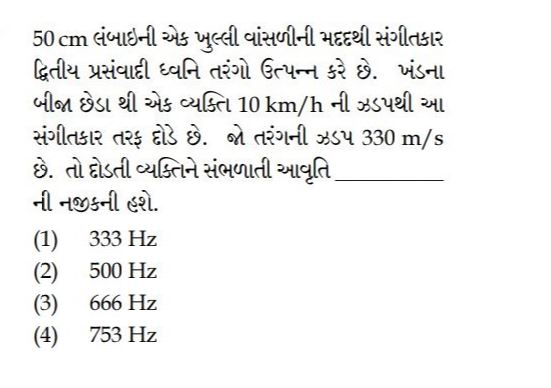 50 cm લંબાઇની એક ખુલ્લી વાંસળીની મદદથી સંગીતકાર
દ્વિતીય પ્રસંવાદી ધ્વનિ તરંગો ઉત્પન્ન કરે છે. ખંડના
બીજા છેડા થી એક વ્યક્તિ 10 km/h ની ઝડપથી આ
સંગીતકાર તરફ દોડે છે. જો તરંગની ઝડપ 330 m/s
છે. તો દોડતી વ્યક્તિને સંભળાતી આવૃતિ __________
ની નજીકની હશે.
(1) 333 Hz
(2) 500 Hz
(3) 666 Hz
(4) 753 Hz